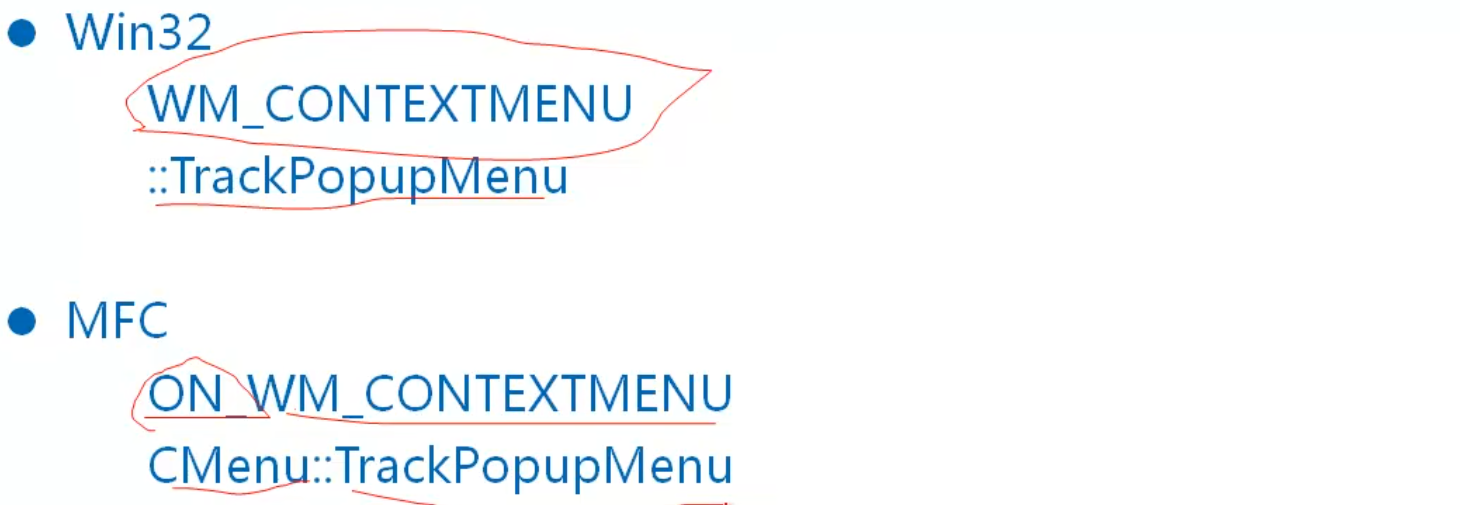 ● Win32
WM_CONTEXTMENU
::TrackPopupMenu
● MFC
ON_WM_CONTEXTMENU
CMenu::TrackPopupMenu